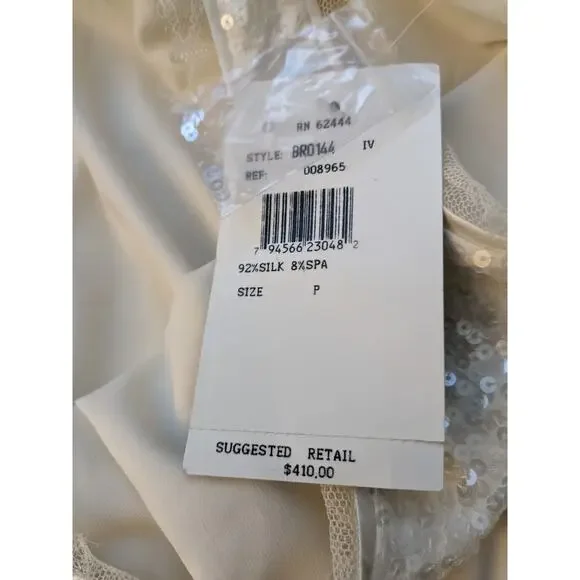 RN 62444
STYLE: BRD144 IV
REF: 008965
7 94566 23048 2
92%SILK 8%SPA
SIZE P
SUGGESTED RETAIL
$410.00